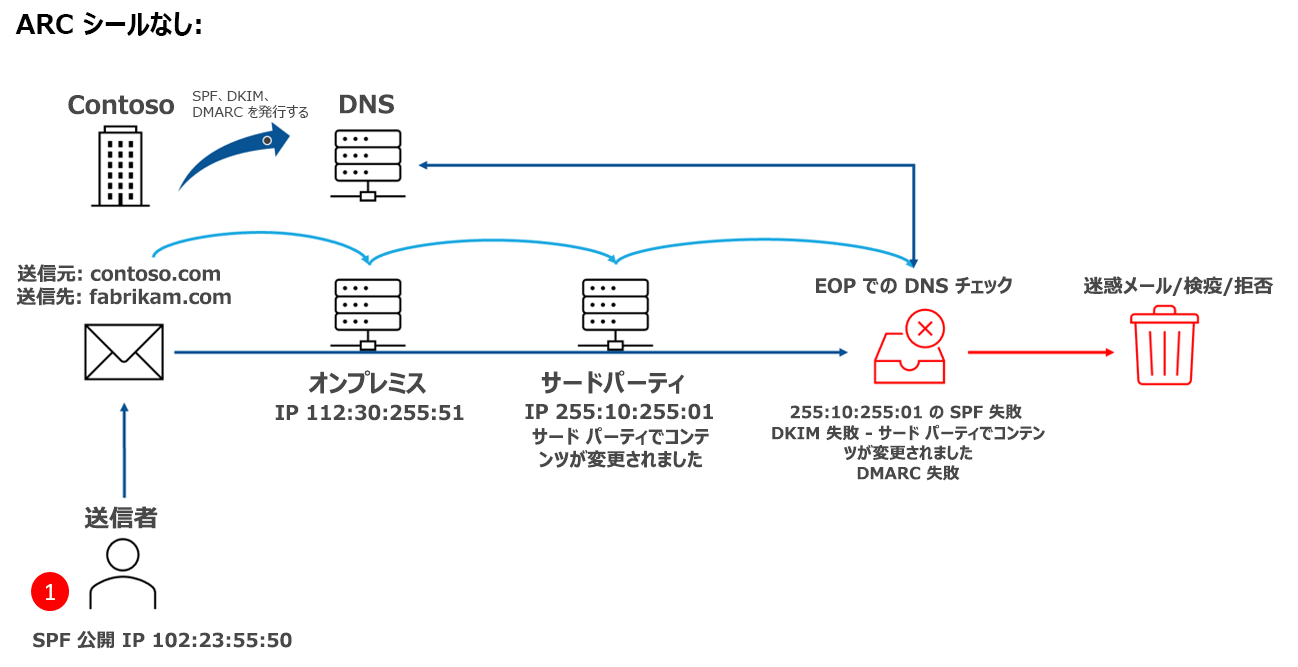 ARC シールなし:
Contoso
SPF、DKIM、
DMARC を発行する
DNS
送信元: contoso.com
送信先: fabrikam.com
EOP での DNS チェック
迷惑メール/検疫/拒否
オンプレミス
IP 112:30:255:51
サードパーティ
IP 255:10:255:01
サード パーティでコンテ
ンツが変更されました
255:10:255:01 の SPF 失敗
DKIM 失敗 - サード パーティでコンテン
ツが変更されました
DMARC 失敗
送信者
1
SPF 公開 IP 102:23:55:50